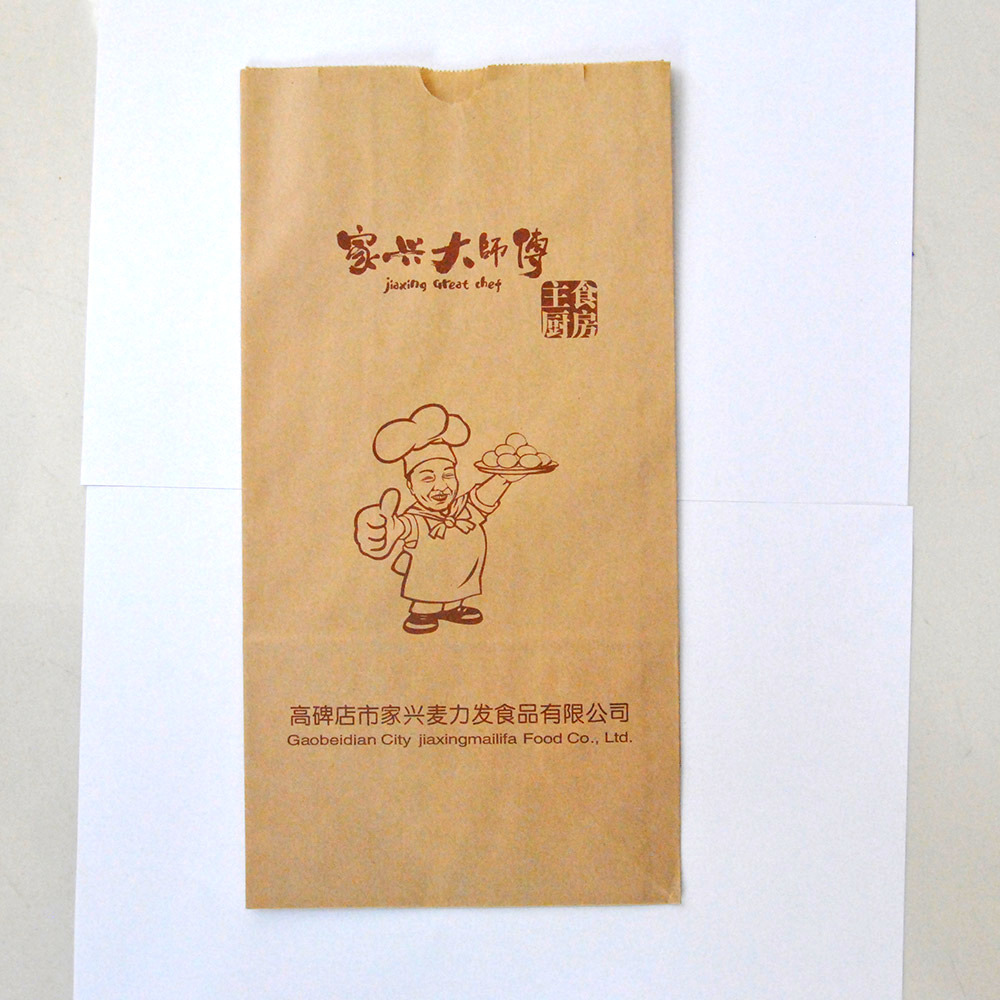 家兴大師傅
jiaxing Great chef
主食
厨房
高碑店市家兴麦力发食品有限公司
Gaobeidian City jiaxingmailifa Food Co., Ltd.